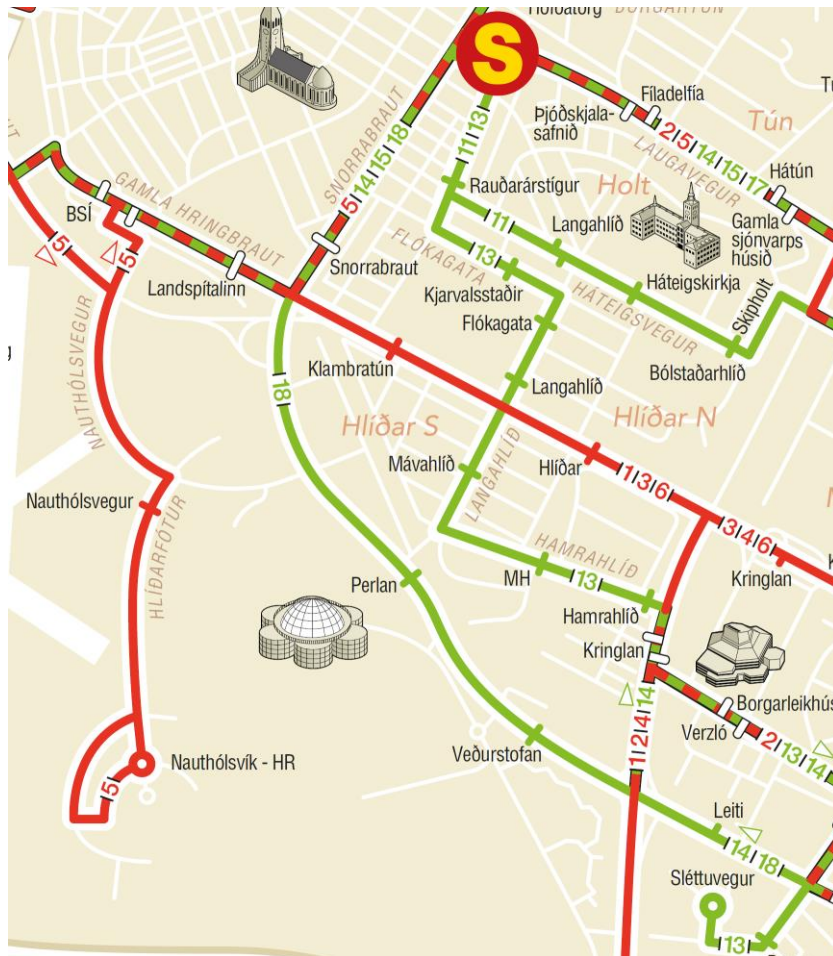 Höfðatorg
BORGARTÚN
S
Þjóðskjala-
safnið
Fíladelfía
2 5 14 15 17
Tún
LAUGAVEGUR
Hátún
Gamla
sjónvarps
húsið
SNORRABRAUT
5 14 15 18
11 13
Rauðarárstígur
Holt
11
Langahlíð
BSÍ
GAMLA HRINGBRAUT
5
5
Landspítalinn
Snorrabraut
FLÓKAGATA
13
Kjarvalsstaðir
Flókagata
Háteigskirkja
HÁTEIGSVEGUR
Skipholt
Bólstaðarhlíð
NAUTHÓLSVEGUR
Klambratún
18
Langahlíð
Hlíðar S
Hlíðar N
Mávahlíð
LANGAHLÍÐ
Hlíðar
1 3 6
3 4 6
Kringlan
Nauthólsvegur
HLÍÐARFÓTUR
HAMRAHLÍÐ
MH
13
Perlan
Hamrahlíð
Kringlan
Borgarleikhús
Verzló
2 13 14
1 2 4 14
Veðurstofan
Nauthólsvík - HR
5
Leiti
14 18
Sléttuvegur
13